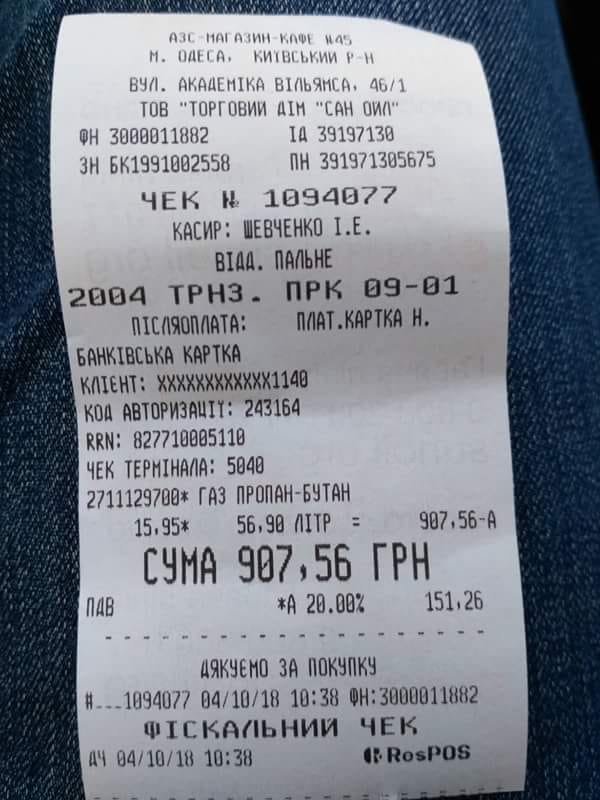 АЗС-МАГАЗИН-КАФЕ №45
М. ОДЕСА, КИЇВСЬКИЙ Р-Н
ВУЛ. АКАДЕМІКА ВІЛЬЯМСА, 46/1
ТОВ "ТОРГОВИЙ ДІМ "САН ОЙЛ"
ФН 3000011882 ІД 39197130
ЗН БК1991002558 ПН 391971305675
ЧЕК № 1094077
КАСИР: ШЕВЧЕНКО І.Е.
ВІДД. ПАЛЬНЕ
2004 ТРНЗ. ПРК 09-01
ПІСЛЯОПЛАТА: ПЛАТ.КАРТКА Н.
БАНКІВСЬКА КАРТКА
КЛІЄНТ: XXXXXXXXXXXX1140
КОД АВТОРИЗАЦІЇ: 243164
RRN: 827710005110
ЧЕК ТЕРМІНАЛА: 5040
2711129700* ГАЗ ПРОПАН-БУТАН
15,95* 56,90 ЛІТР = 907,56-А
СУМА 907,56 ГРН
ПДВ *А 20.00% 151,26
- - - - - - - - - - - - - - - - - - - - -
ДЯКУЄМО ЗА ПОКУПКУ
#...1094077 04/10/18 10:38 ФН:3000011882
ФІСКАЛЬНИЙ ЧЕК
ДЧ 04/10/18 10:38 RosPOS